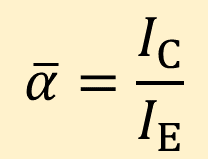 ᾱ = I_C / I_E